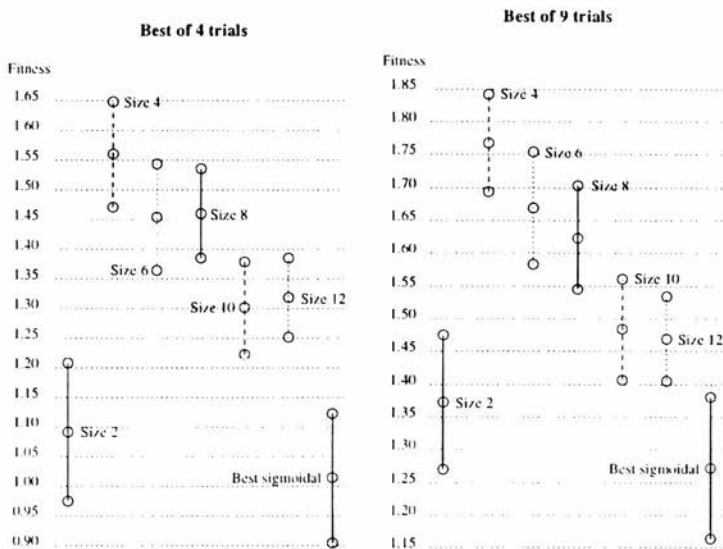 Best of 4 trials
Fitness
1.65
1.60
1.55
1.50
1.45
1.40
1.35
1.30
1.25
1.20
1.15
1.10
1.05
1.00
0.95
0.90
Size 4
Size 8
Size 6
Size 10
Size 12
Size 2
Best sigmoidal
Best of 9 trials
Fitness
1.85
1.80
1.75
1.70
1.65
1.60
1.55
1.50
1.45
1.40
1.35
1.30
1.25
1.20
1.15
Size 4
Size 6
Size 8
Size 10
Size 12
Size 2
Best sigmoidal